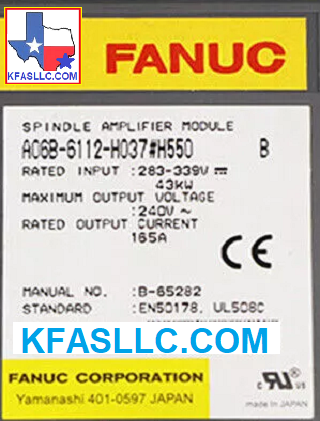 KFASLLC.COM
FANUC
SPINDLE AMPLIFIER MODULE
A06B-6112-H037#H550 B
RATED INPUT :283-339V
43KW
MAXIMUM OUTPUT VOLTAGE
:240V ~
RATED OUTPUT CURRENT
165A
CE
MANUAL NO. :B-65282
STANDARD :EN50178, UL508C
KFASLLC.COM
FANUC CORPORATION
Yamanashi 401-0597 JAPAN
c RU us
made in JAPAN